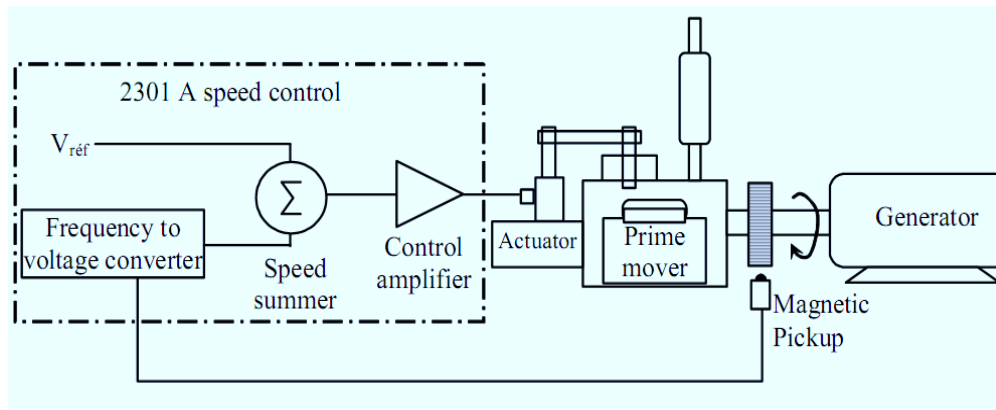 2301 A speed control
Vréf
Σ
Frequency to
voltage converter
Speed
summer
Control
amplifier
Actuator
Prime
mover
Generator
Magnetic
Pickup